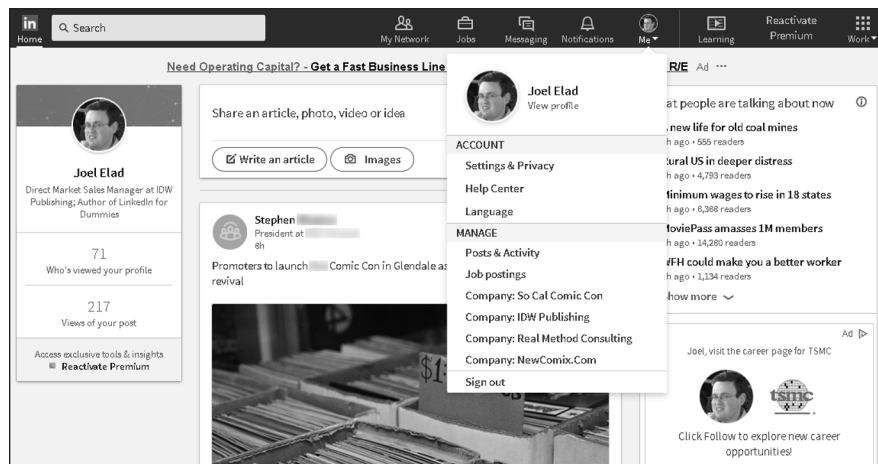 in
Search
Home
My Network
Jobs
Messaging
Notifications
Me
Learning
Reactivate
Premium
Work
Need Operating Capital? - Get a Fast Business Line
R/E Ad ...
Joel Elad
Direct Market Sales Manager at IDW
Publishing; Author of LinkedIn for
Dummies
71
Who's viewed your profile
217
Views of your post
Access exclusive tools & insights
Reactivate Premium
Share an article, photo, video or idea
Write an article
Images
Stephen
President at
6h
Promoters to launch Comic Con in Glendale as
revival
$1
Joel Elad
View profile
ACCOUNT
Settings & Privacy
Help Center
Language
MANAGE
Posts & Activity
Job postings
Company: So Cal Comic Con
Company: IDW Publishing
Company: Real Method Consulting
Company: NewComix.Com
Sign out
at people are talking about now
new life for old coal mines
h ago • 555 readers
ural US in deeper distress
h ago • 4,793 readers
inimum wages to rise in 18 states
h ago • 6,366 readers
oviePass amasses 1M members
h ago • 14,260 readers
FH could make you a better worker
h ago • 1,134 readers
how more
Ad
Joel, visit the career page for TSMC
tsmc
Click Follow to explore new career
opportunities!